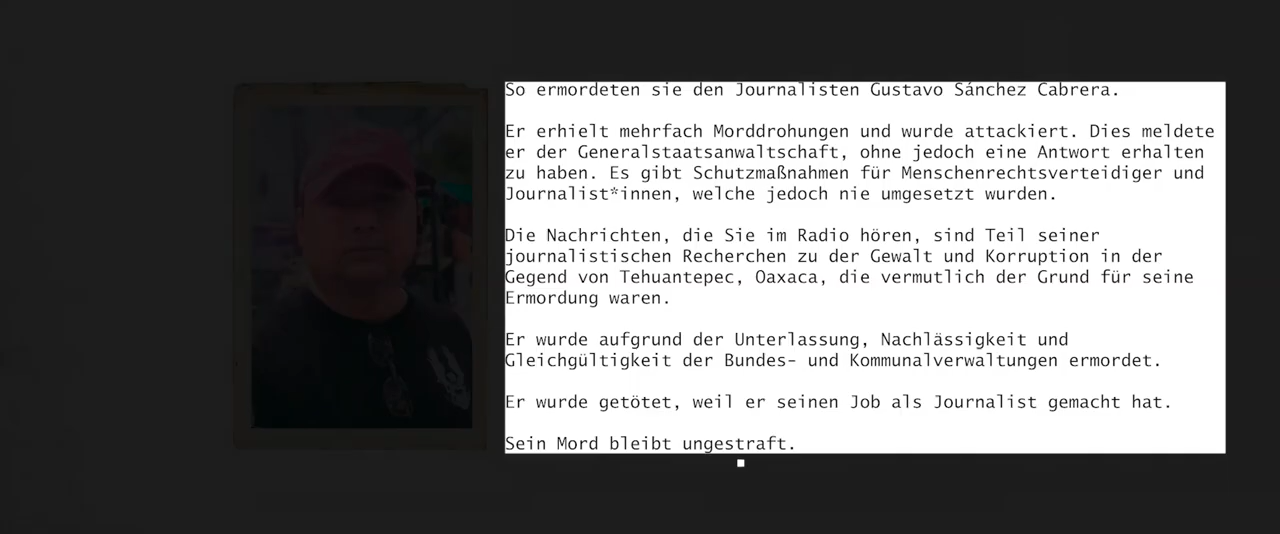 So ermordeten sie den Journalisten Gustavo Sánchez Cabrera.
Er erhielt mehrfach Morddrohungen und wurde attackiert. Dies meldete
er der Generalstaatsanwaltschaft, ohne jedoch eine Antwort erhalten
zu haben. Es gibt Schutzmaßnahmen für Menschenrechtsverteidiger und
Journalist*innen, welche jedoch nie umgesetzt wurden.
Die Nachrichten, die Sie im Radio hören, sind Teil seiner
journalistischen Recherchen zu der Gewalt und Korruption in der
Gegend von Tehuantepec, Oaxaca, die vermutlich der Grund für seine
Ermordung waren.
Er wurde aufgrund der Unterlassung, Nachlässigkeit und
Gleichgültigkeit der Bundes- und Kommunalverwaltungen ermordet.
Er wurde getötet, weil er seinen Job als Journalist gemacht hat.
Sein Mord bleibt ungestraft.